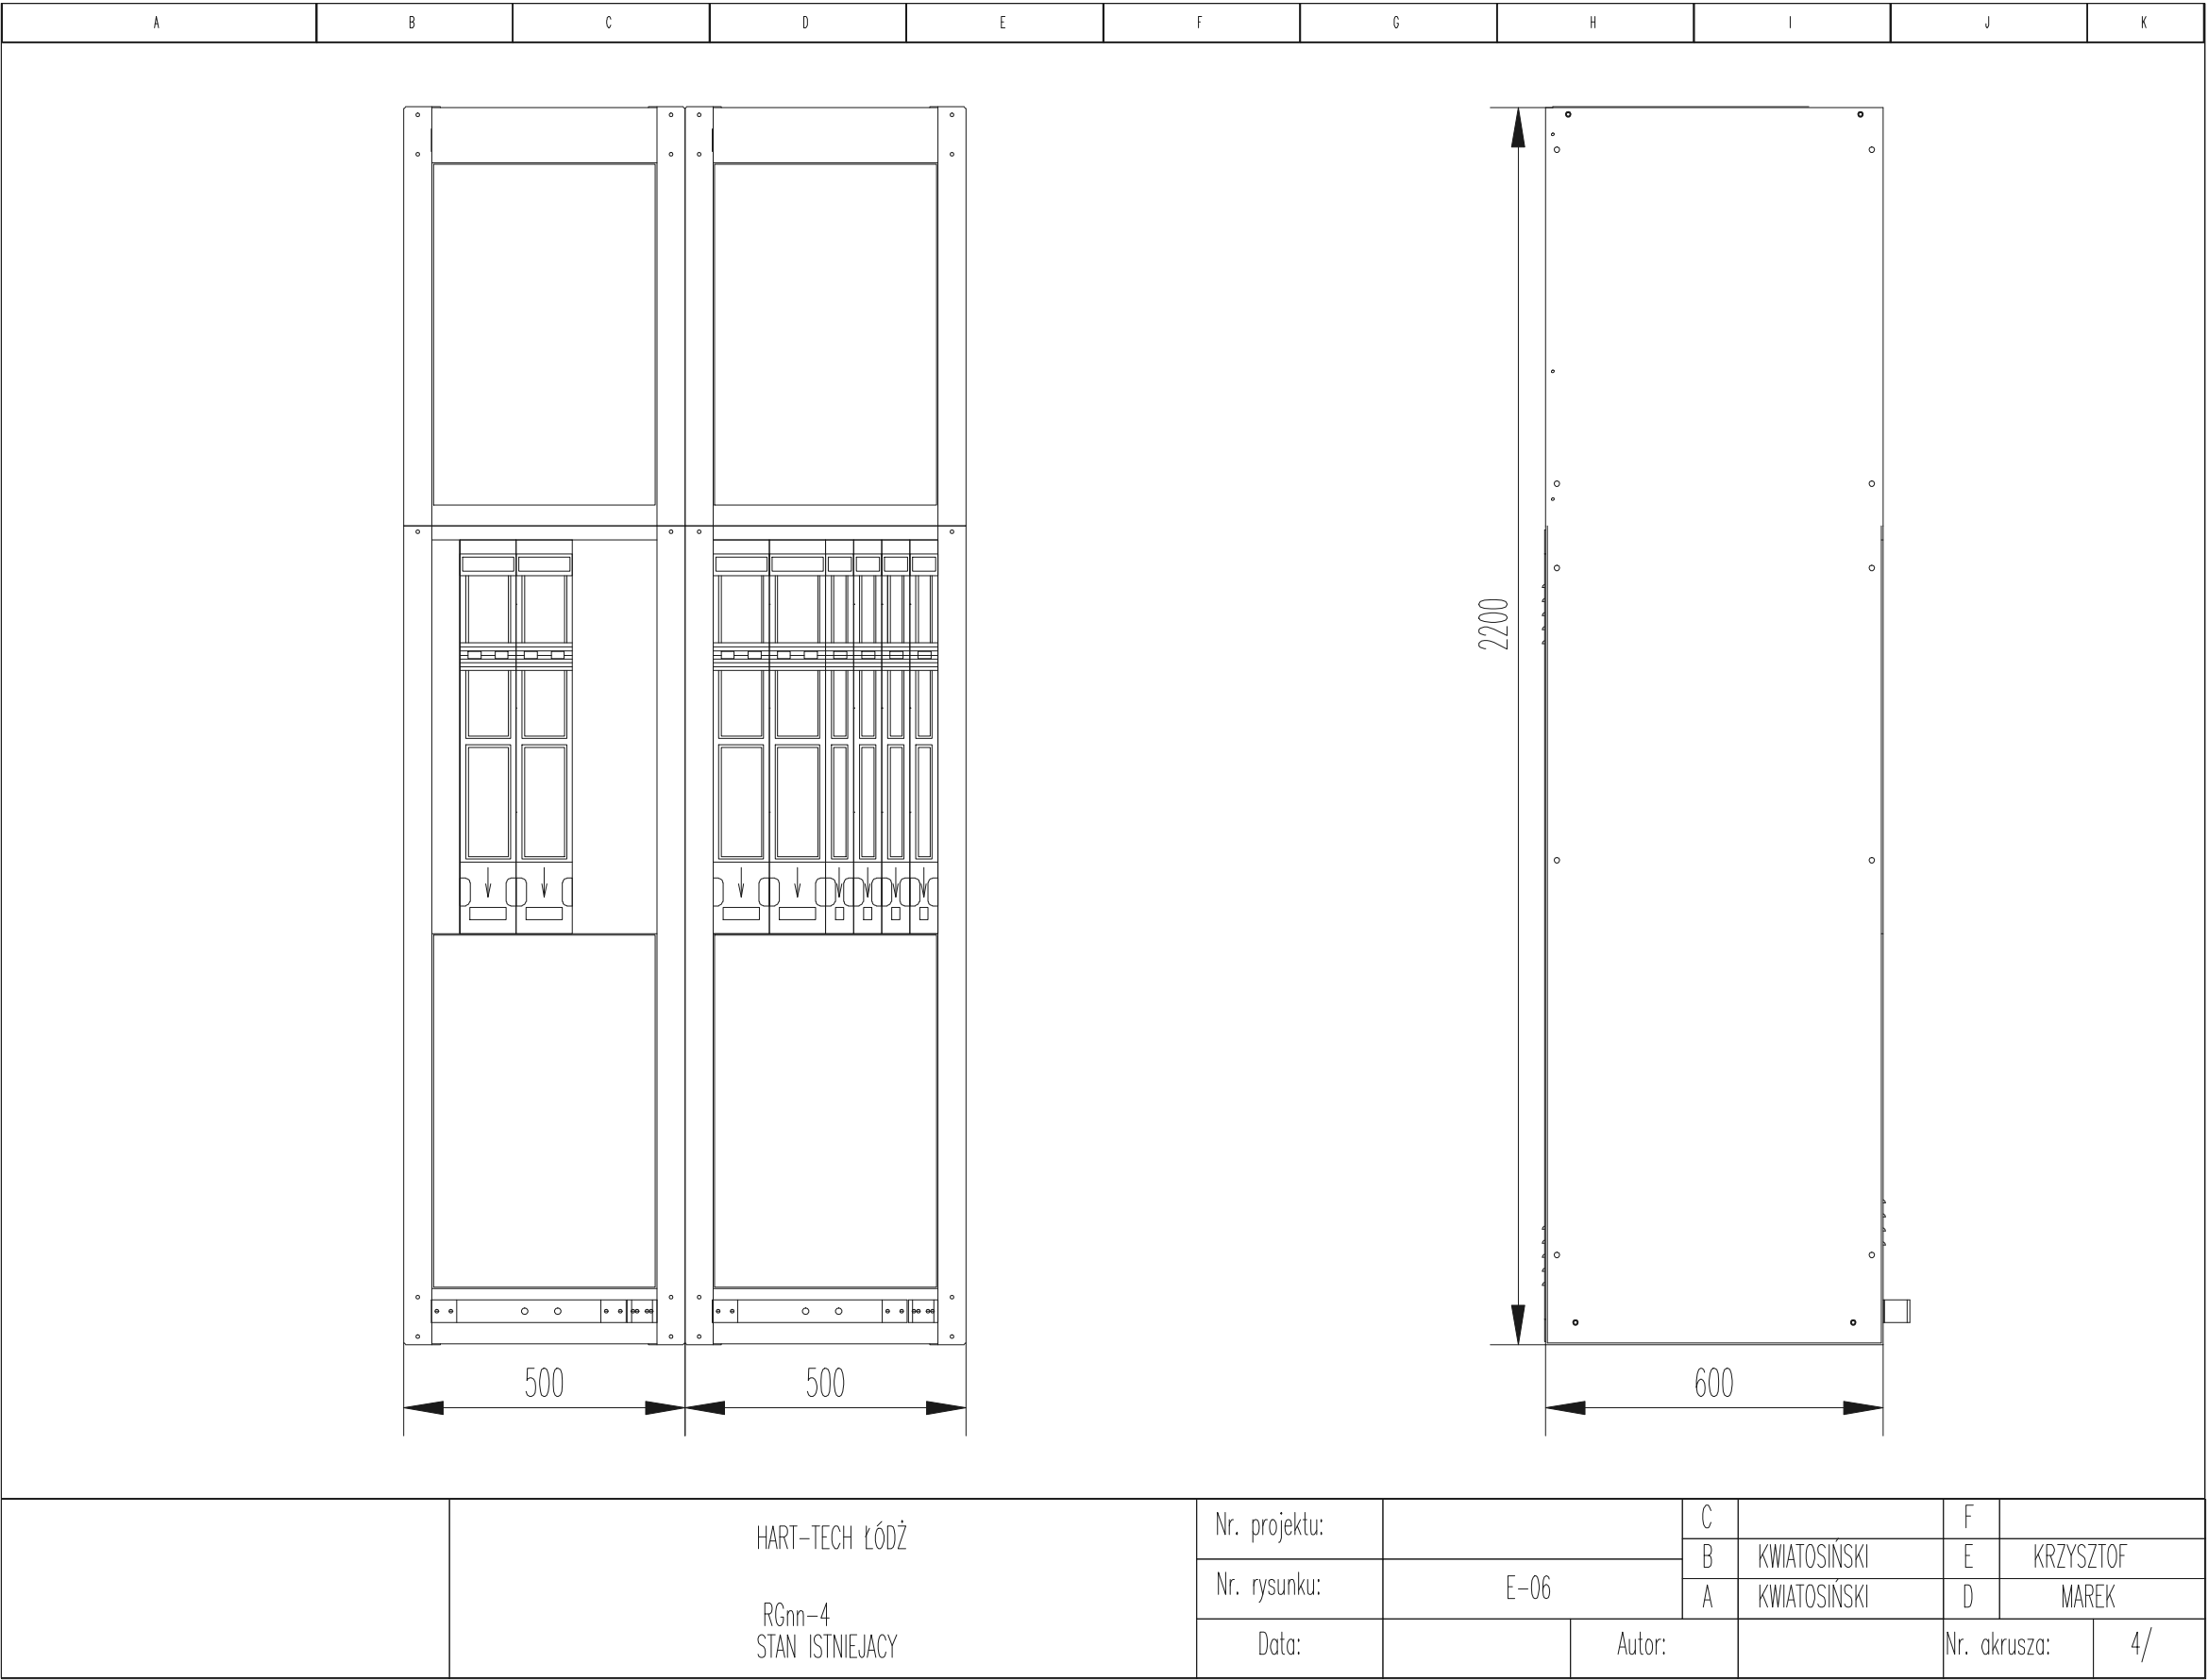 A B C D E F G H I J K
2200
500 500 600
HART-TECH ŁÓDŹ
RGnn-4
STAN ISTNIEJACY
Nr. projektu:
Nr. rysunku: E-06
Data: Autor:
C F
B KWIATOSIŃSKI E KRZYSZTOF
A KWIATOSIŃSKI D MAREK
Nr. akrusza: 4/